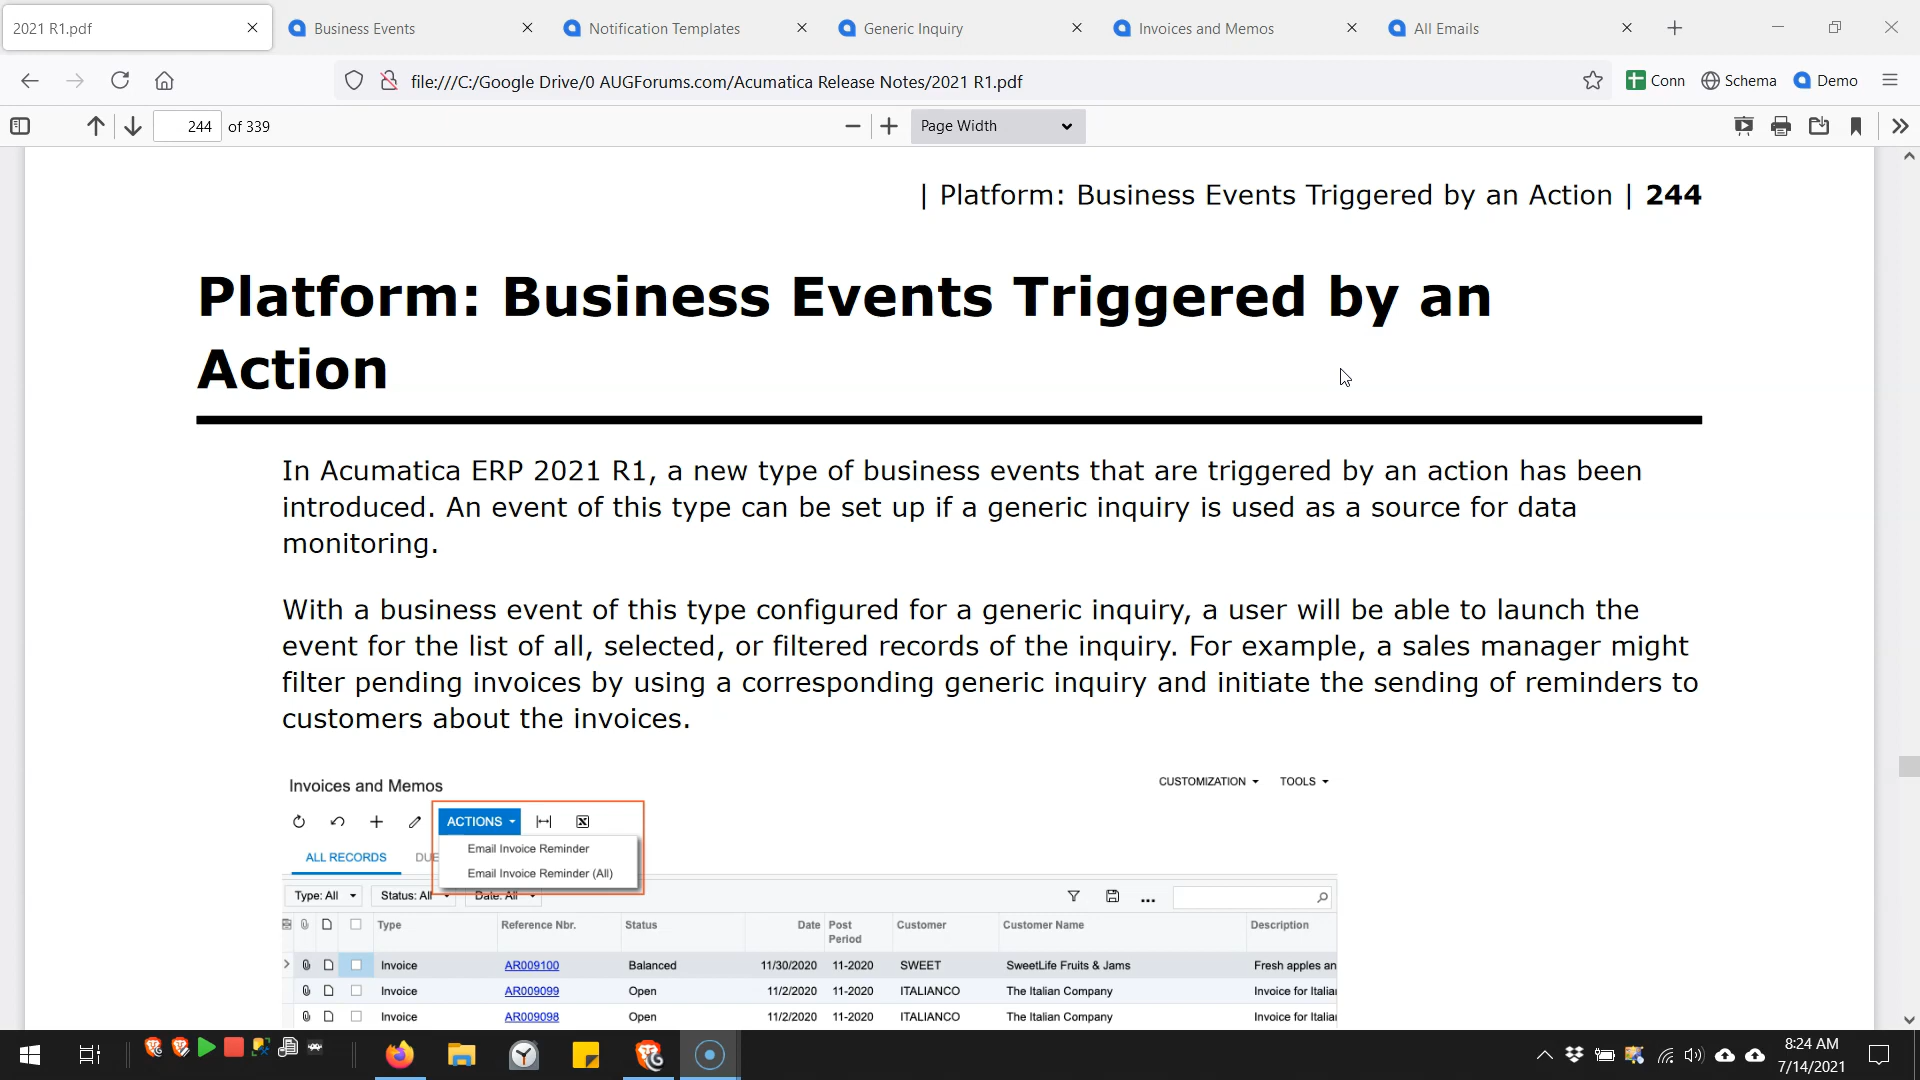 2021 R1.pdf
Business Events
Notification Templates
Generic Inquiry
Invoices and Memos
All Emails
file:///C:/Google Drive/0 AUGForums.com/Acumatica Release Notes/2021 R1.pdf
Conn
Schema
Demo
244 of 339
Page Width
| Platform: Business Events Triggered by an Action | 244
Platform: Business Events Triggered by an
Action
In Acumatica ERP 2021 R1, a new type of business events that are triggered by an action has been
introduced. An event of this type can be set up if a generic inquiry is used as a source for data
monitoring.
With a business event of this type configured for a generic inquiry, a user will be able to launch the
event for the list of all, selected, or filtered records of the inquiry. For example, a sales manager might
filter pending invoices by using a corresponding generic inquiry and initiate the sending of reminders to
customers about the invoices.
Invoices and Memos
CUSTOMIZATION
TOOLS
ACTIONS
Email Invoice Reminder
ALL RECORDS
DUE
Email Invoice Reminder (All)
Type: All
Status: All
Date: All
Type Reference Nbr. Status Date Post Period Customer Customer Name Description
Invoice AR009100 Balanced 11/30/2020 11-2020 SWEET SweetLife Fruits & Jams Fresh apples an
Invoice AR009099 Open 11/2/2020 11-2020 ITALIANCO The Italian Company Invoice for Italia
Invoice AR009098 Open 11/2/2020 11-2020 ITALIANCO The Italian Company Invoice for Italia
8:24 AM
7/14/2021